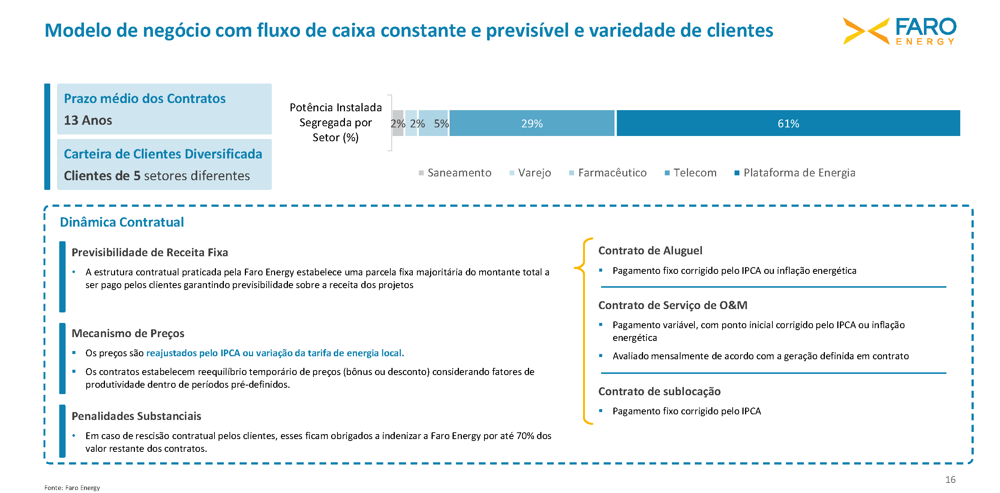 Modelo de negócio com fluxo de caixa constante e previsível e variedade de clientes
FARO
ENERGY
Prazo médio dos Contratos
13 Anos
Carteira de Clientes Diversificada
Clientes de 5 setores diferentes
Potência Instalada
Segregada por
Setor (%)
2% 2% 5% 29% 61%
Saneamento Varejo Farmacêutico Telecom Plataforma de Energia
Dinâmica Contratual
Previsibilidade de Receita Fixa
• A estrutura contratual praticada pela Faro Energy estabelece uma parcela fixa majoritária do montante total a
ser pago pelos clientes garantindo previsibilidade sobre a receita dos projetos
Mecanismo de Preços
▪ Os preços são reajustados pelo IPCA ou variação da tarifa de energia local.
▪ Os contratos estabelecem reequilíbrio temporário de preços (bônus ou desconto) considerando fatores de
produtividade dentro de períodos pré-definidos.
Penalidades Substanciais
• Em caso de rescisão contratual pelos clientes, esses ficam obrigados a indenizar a Faro Energy por até 70% dos
valor restante dos contratos.
Contrato de Aluguel
▪ Pagamento fixo corrigido pelo IPCA ou inflação energética
Contrato de Serviço de O&M
▪ Pagamento variável, com ponto inicial corrigido pelo IPCA ou inflação
energética
▪ Avaliado mensalmente de acordo com a geração definida em contrato
Contrato de sublocação
▪ Pagamento fixo corrigido pelo IPCA
16
Fonte: Faro Energy